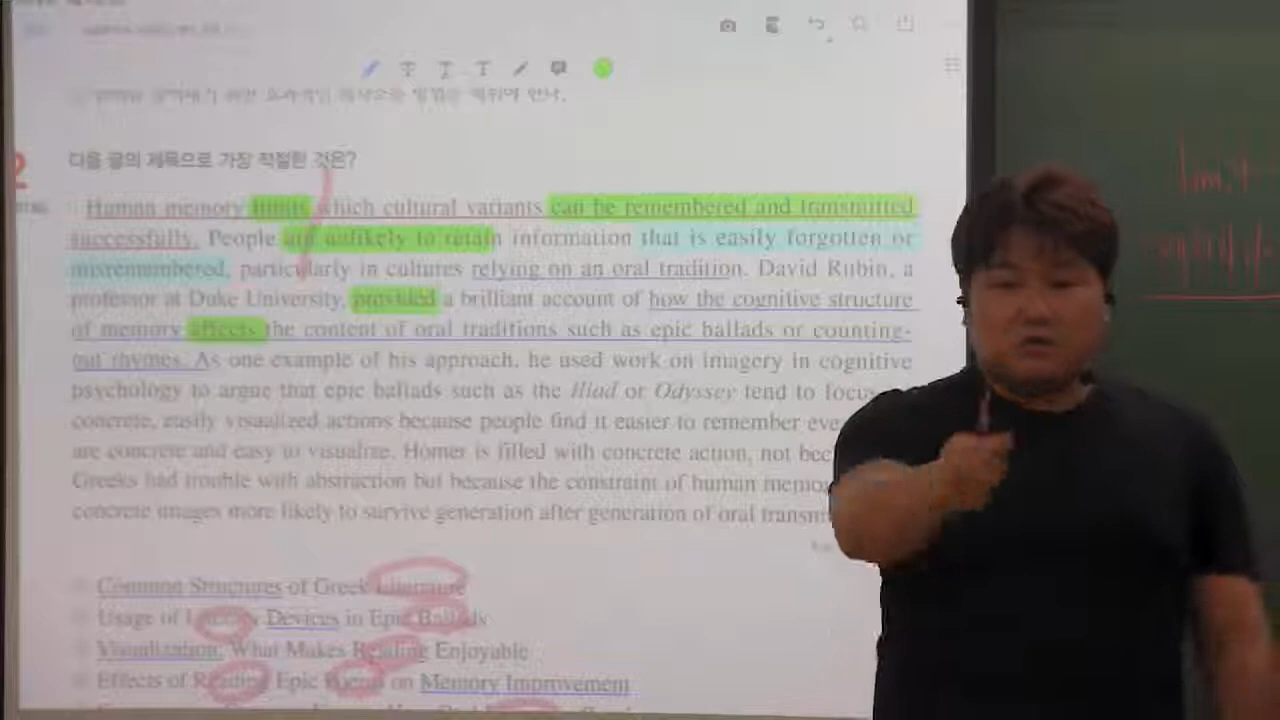 다음 글의 제목으로 가장 적절한 것은?
Human memory limits which cultural variants can be remembered and transmitted
successfully. People are unlikely to retain information that is easily forgotten or
misremembered, particularly in cultures relying on an oral tradition. David Rubin, a
professor at Duke University, provided a brilliant account of how the cognitive structure
of memory affects the content of oral traditions such as epic ballads or counting-
out rhymes. As one example of his approach, he used work on imagery in cognitive
psychology to argue that epic ballads such as the Iliad or Odyssey tend to focu
concrete, easily visualized actions because people find it easier to remember eve
are concrete and easy to visualize. Homer is filled with concrete action, not bec
Greeks had trouble with abstraction but because the constraint of human memo
concrete images more likely to survive generation after generation of oral transm
Common Structures of Greek Literature
Usage of Literary Devices in Epic Ballads
Visualization: What Makes Reading Enjoyable
Effects of Reading Epic Poems on Memory Improvement